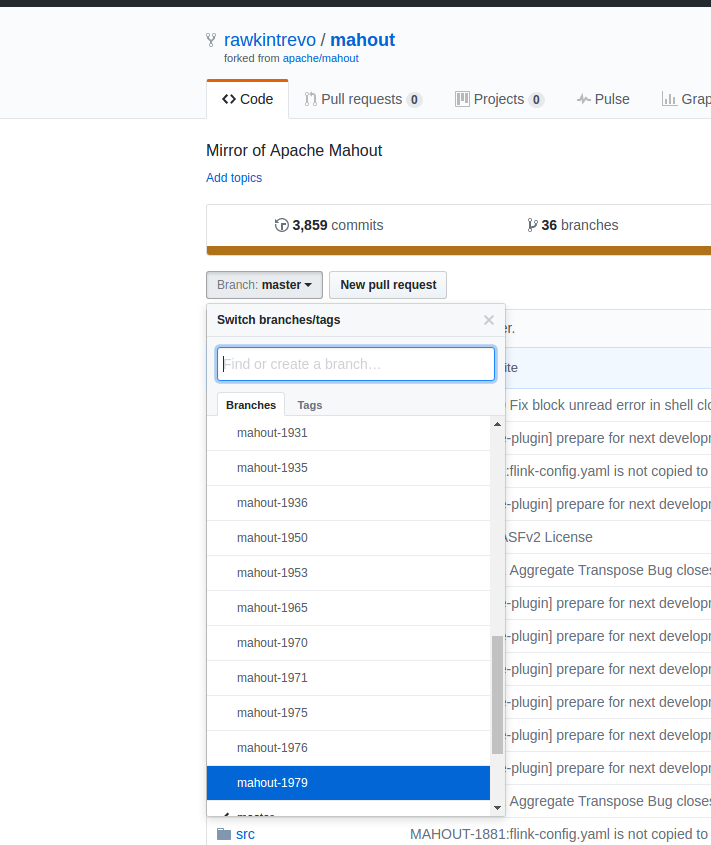 rawkintrevo / mahout
forked from apache/mahout
Code
Pull requests 0
Projects 0
Pulse
Grap
Mirror of Apache Mahout
Add topics
3,859 commits
36 branches
Branch: master
New pull request
Switch branches/tags
er.
Find or create a branch…
ite
Branches
Tags
Fix block unread error in shell clo
mahout-1931
e-plugin] prepare for next developm
mahout-1935
:flink-config.yaml is not copied to
mahout-1936
e-plugin] prepare for next developm
mahout-1950
ASFv2 License
mahout-1953
Aggregate Transpose Bug closes
mahout-1965
e-plugin] prepare for next developm
mahout-1970
e-plugin] prepare for next developm
mahout-1971
e-plugin] prepare for next developm
mahout-1975
e-plugin] prepare for next developm
mahout-1976
e-plugin] prepare for next developm
mahout-1979
e-plugin] prepare for next developm
Aggregate Transpose Bug closes
master
src
MAHOUT-1881:flink-config.yaml is not copied to